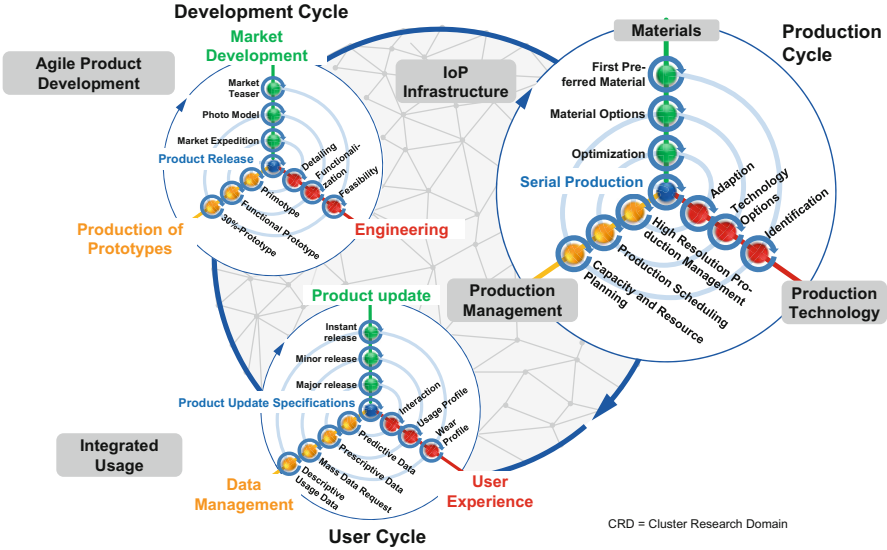 Development Cycle
Market
Development
Agile Product
Development
Market
Teaser
Photo Model
Market Expedition
Product Release
Detailing
Functionali-
zation
Feasibility
Primotype
Functional Prototype
30%-Prototype
Production of
Prototypes
Engineering
IoP
Infrastructure
Materials
Production
Cycle
First Pre-
ferred Material
Material Options
Optimization
Serial Production
Adaption
Technology
Options
Identification
High Resolution Pro-
duction Management
Production Scheduling
Capacity and Resource
Planning
Production
Management
Production
Technology
Product update
Instant
release
Minor release
Major release
Product Update Specifications
Interaction
Usage Profile
Wear
Profile
Predictive Data
Prescriptive Data
Mass Data Request
Descriptive
Usage Data
Integrated
Usage
Data
Management
User
Experience
User Cycle
CRD = Cluster Research Domain